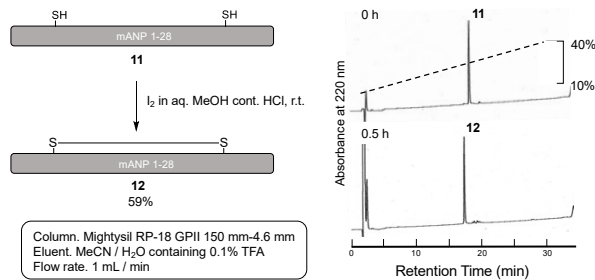 SH
SH
mANP 1-28
11
I2 in aq. MeOH cont. HCl, r.t.
S
S
mANP 1-28
12
59%
Column. Mightysil RP-18 GPII 150 mm-4.6 mm
Eluent. MeCN / H2O containing 0.1% TFA
Flow rate. 1 mL / min
Absorbance at 220 nm
0 h
11
40%
10%
0.5 h
12
0
10
20
30
Retention Time (min)